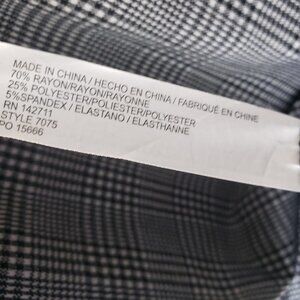 MADE IN CHINA / HECHO EN CHINA / FABRIQUÉ EN CHINE
70% RAYON/RAYON/RAYONNE
25% POLYESTER/POLIESTER/POLYESTER
5%SPANDEX / ELASTANO / ELASTHANNE
RN 142711
STYLE 7075
PO 15666